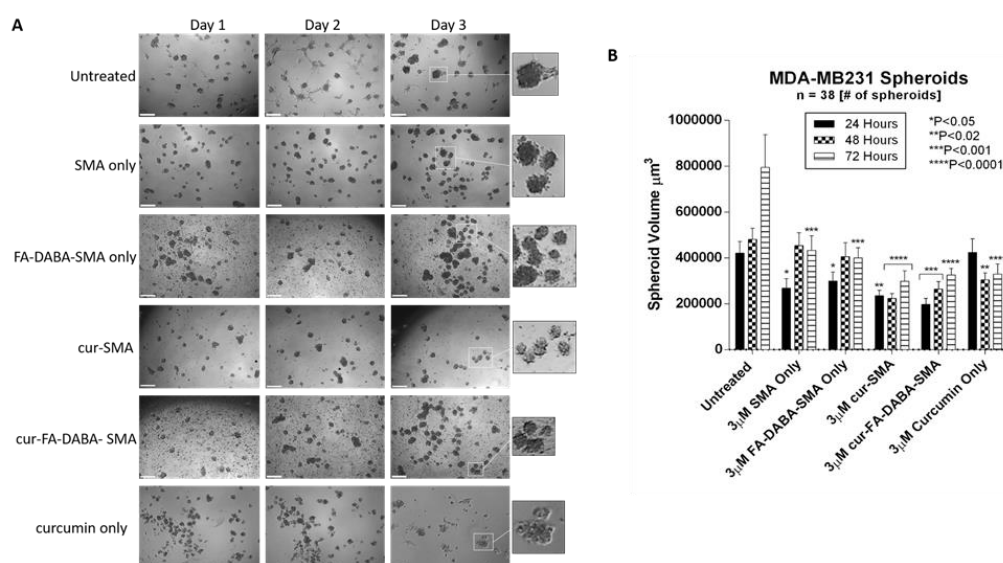 A
Day 1 Day 2 Day 3
Untreated
SMA only
FA-DABA-SMA only
cur-SMA
cur-FA-DABA- SMA
curcumin only
B
MDA-MB231 Spheroids
n = 38 [# of spheroids]
24 Hours
48 Hours
72 Hours
*P<0.05
**P<0.02
***P<0.001
****P<0.0001
Spheroid Volume μm³
1000000
800000
600000
400000
200000
0
* *** * *** ** **** *** **** ** ****
Untreated
3μM SMA Only
3μM FA-DABA-SMA Only
3μM cur-SMA
3μM cur-FA-DABA-SMA
3μM Curcumin Only